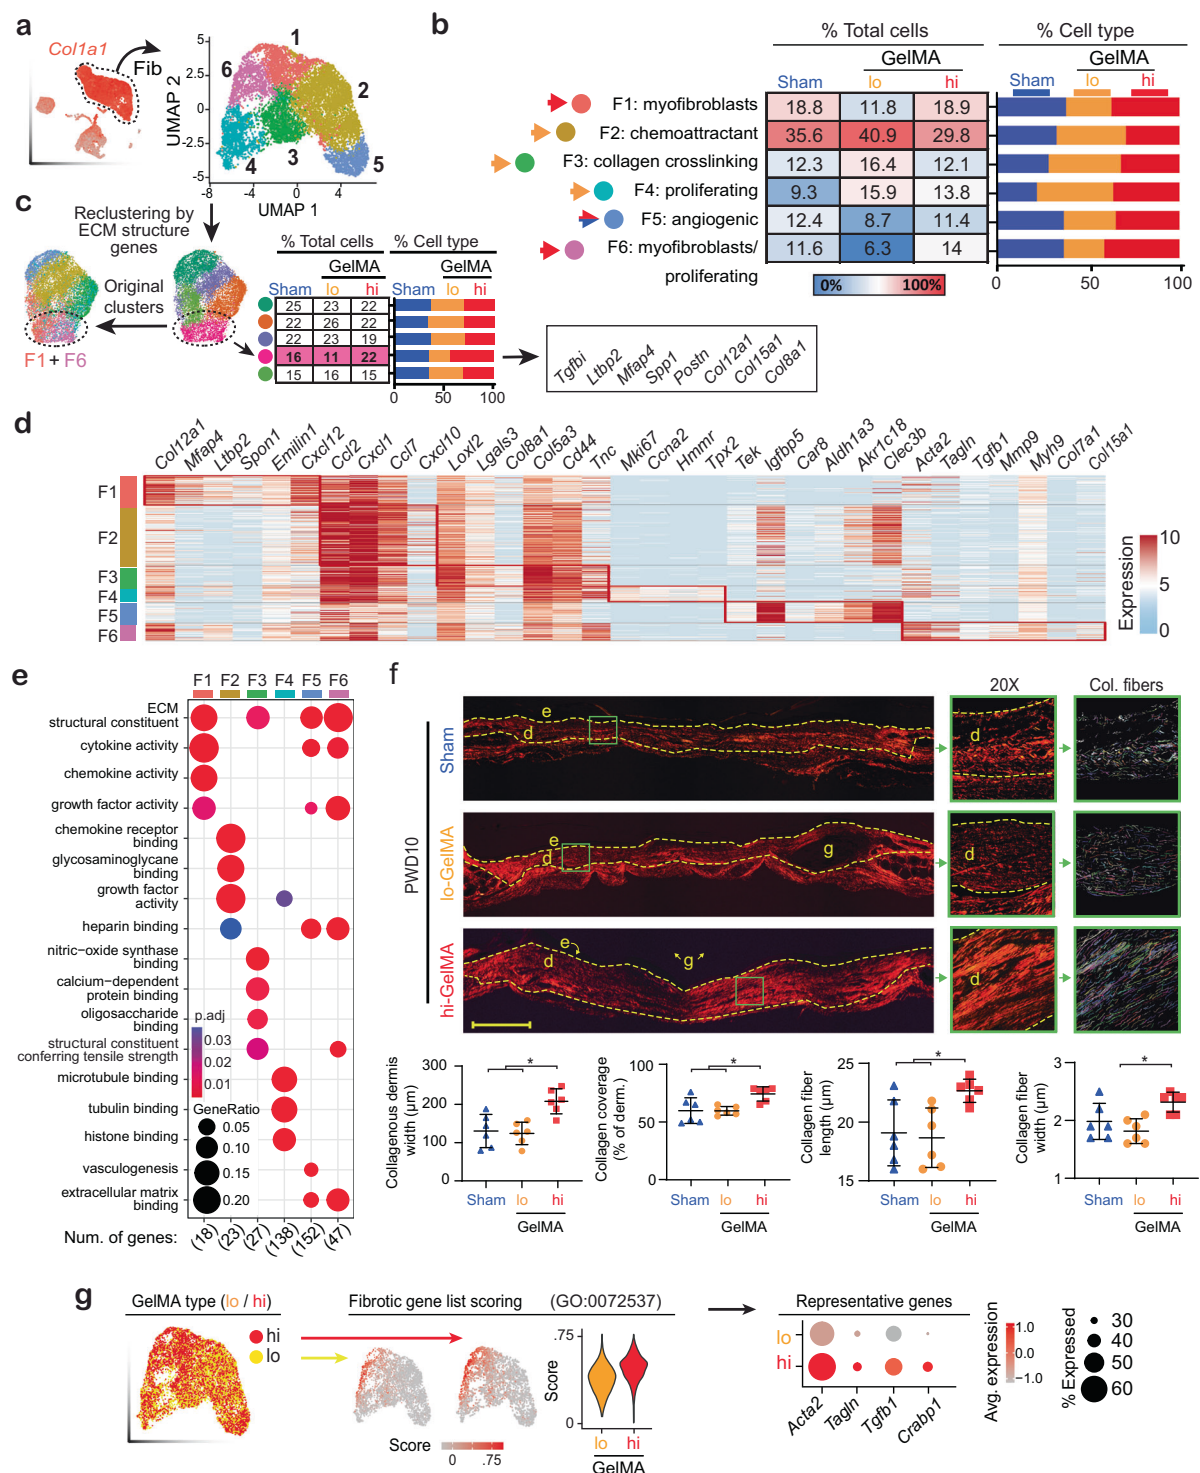 a
Col1a1
Fib
UMAP 2
5
2.5
0
-2.5
-5
-8
-4
0
4
UMAP 1
1
2
3
4
5
6
b
% Total cells
% Cell type
GelMA
GelMA
Sham
lo
hi
Sham
lo
hi
F1: myofibroblasts
18.8
11.8
18.9
F2: chemoattractant
35.6
40.9
29.8
F3: collagen crosslinking
12.3
16.4
12.1
F4: proliferating
9.3
15.9
13.8
F5: angiogenic
12.4
8.7
11.4
F6: myofibroblasts/
proliferating
11.6
6.3
14
0%
100%
0
50
100
c
Reclustering by
ECM structure
genes
Original
clusters
F1 + F6
% Total cells
% Cell type
GelMA
GelMA
Sham
lo
hi
Sham
lo
hi
25
23
22
22
26
22
22
23
19
16
11
22
15
16
15
0
50
100
Tgfbi
Ltbp2
Mfap4
Spp1
Postn
Col12a1
Col15a1
Col8a1
d
Col12a1
Mfap4
Ltbp2
Spon1
Emilin1
Cxcl12
Ccl2
Cxcl1
Ccl7
Cxcl10
Loxl2
Lgals3
Col8a1
Col5a3
Cd44
Tnc
Mki67
Ccna2
Hmmr
Tpx2
Tek
Igfbp5
Car8
Aldh1a3
Akr1c18
Clec3b
Acta2
Tagln
Tgfb1
Mmp9
Myh9
Col7a1
Col15a1
F1
F2
F3
F4
F5
F6
Expression
10
5
0
e
F1
F2
F3
F4
F5
F6
ECM
structural constituent
cytokine activity
chemokine activity
growth factor activity
chemokine receptor
binding
glycosaminoglycane
binding
growth factor
activity
heparin binding
nitric−oxide synthase
binding
calcium−dependent
protein binding
oligosaccharide
binding
structural constituent
conferring tensile strength
microtubule binding
tubulin binding
histone binding
vasculogenesis
extracellular matrix
binding
p.adj
0.03
0.02
0.01
GeneRatio
0.05
0.10
0.15
0.20
Num. of genes:
(18)
(23)
(27)
(138)
(152)
(47)
f
20X
Col. fibers
PWD10
Sham
e
d
d
lo-GelMA
e
d
g
d
hi-GelMA
e
d
g
d
Collagenous dermis
width (µm)
300
200
100
0
*
Sham
lo
hi
GelMA
Collagen coverage
(% of derm.)
100
50
0
*
Sham
lo
hi
GelMA
Collagen fiber
length (µm)
25
20
15
*
Sham
lo
hi
GelMA
Collagen fiber
width (µm)
3
2
1
*
Sham
lo
hi
GelMA
g
GelMA type (lo / hi)
hi
lo
Fibrotic gene list scoring
(GO:0072537)
Score
0
.75
Score
.75
0
lo
hi
GelMA
Representative genes
lo
hi
Acta2
Tagln
Tgfb1
Crabp1
Avg. expression
1.0
0.0
−1.0
% Expressed
30
40
50
60